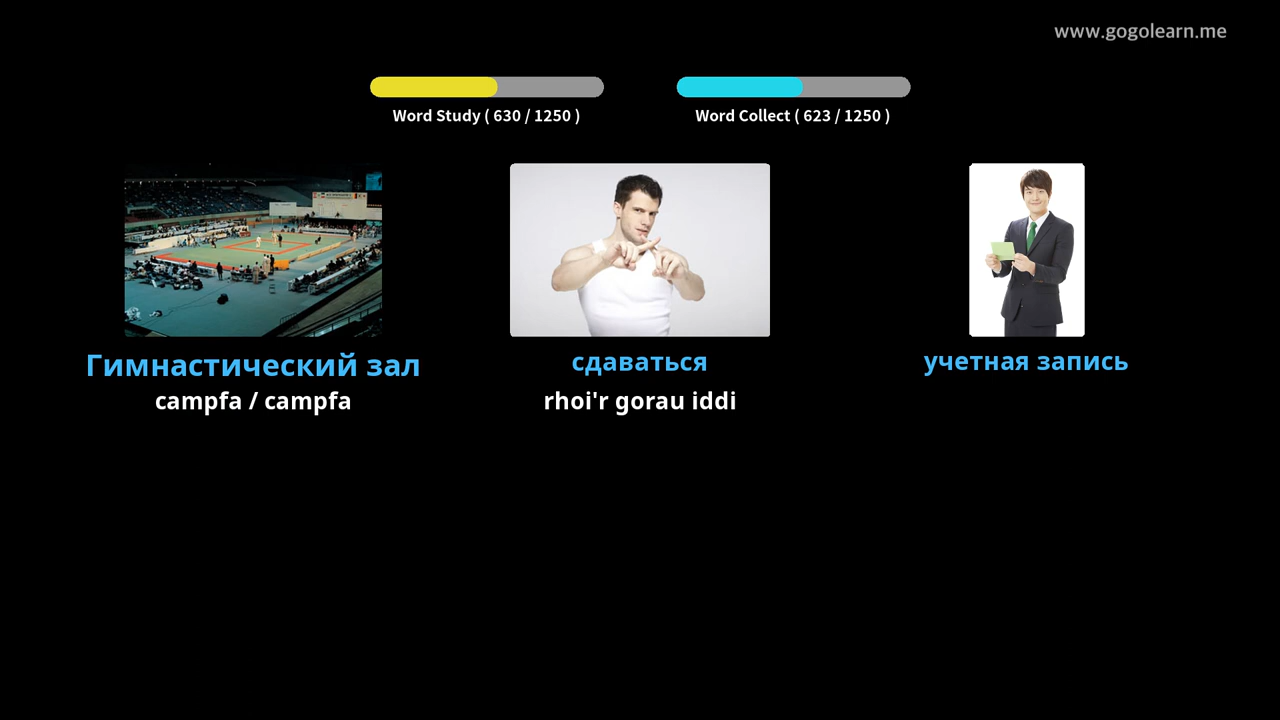 www.gogolearn.me
Word Study ( 630 / 1250 )
Word Collect ( 623 / 1250 )
Гимнастический зал
campfa / campfa
сдаваться
rhoi'r gorau iddi
учетная запись